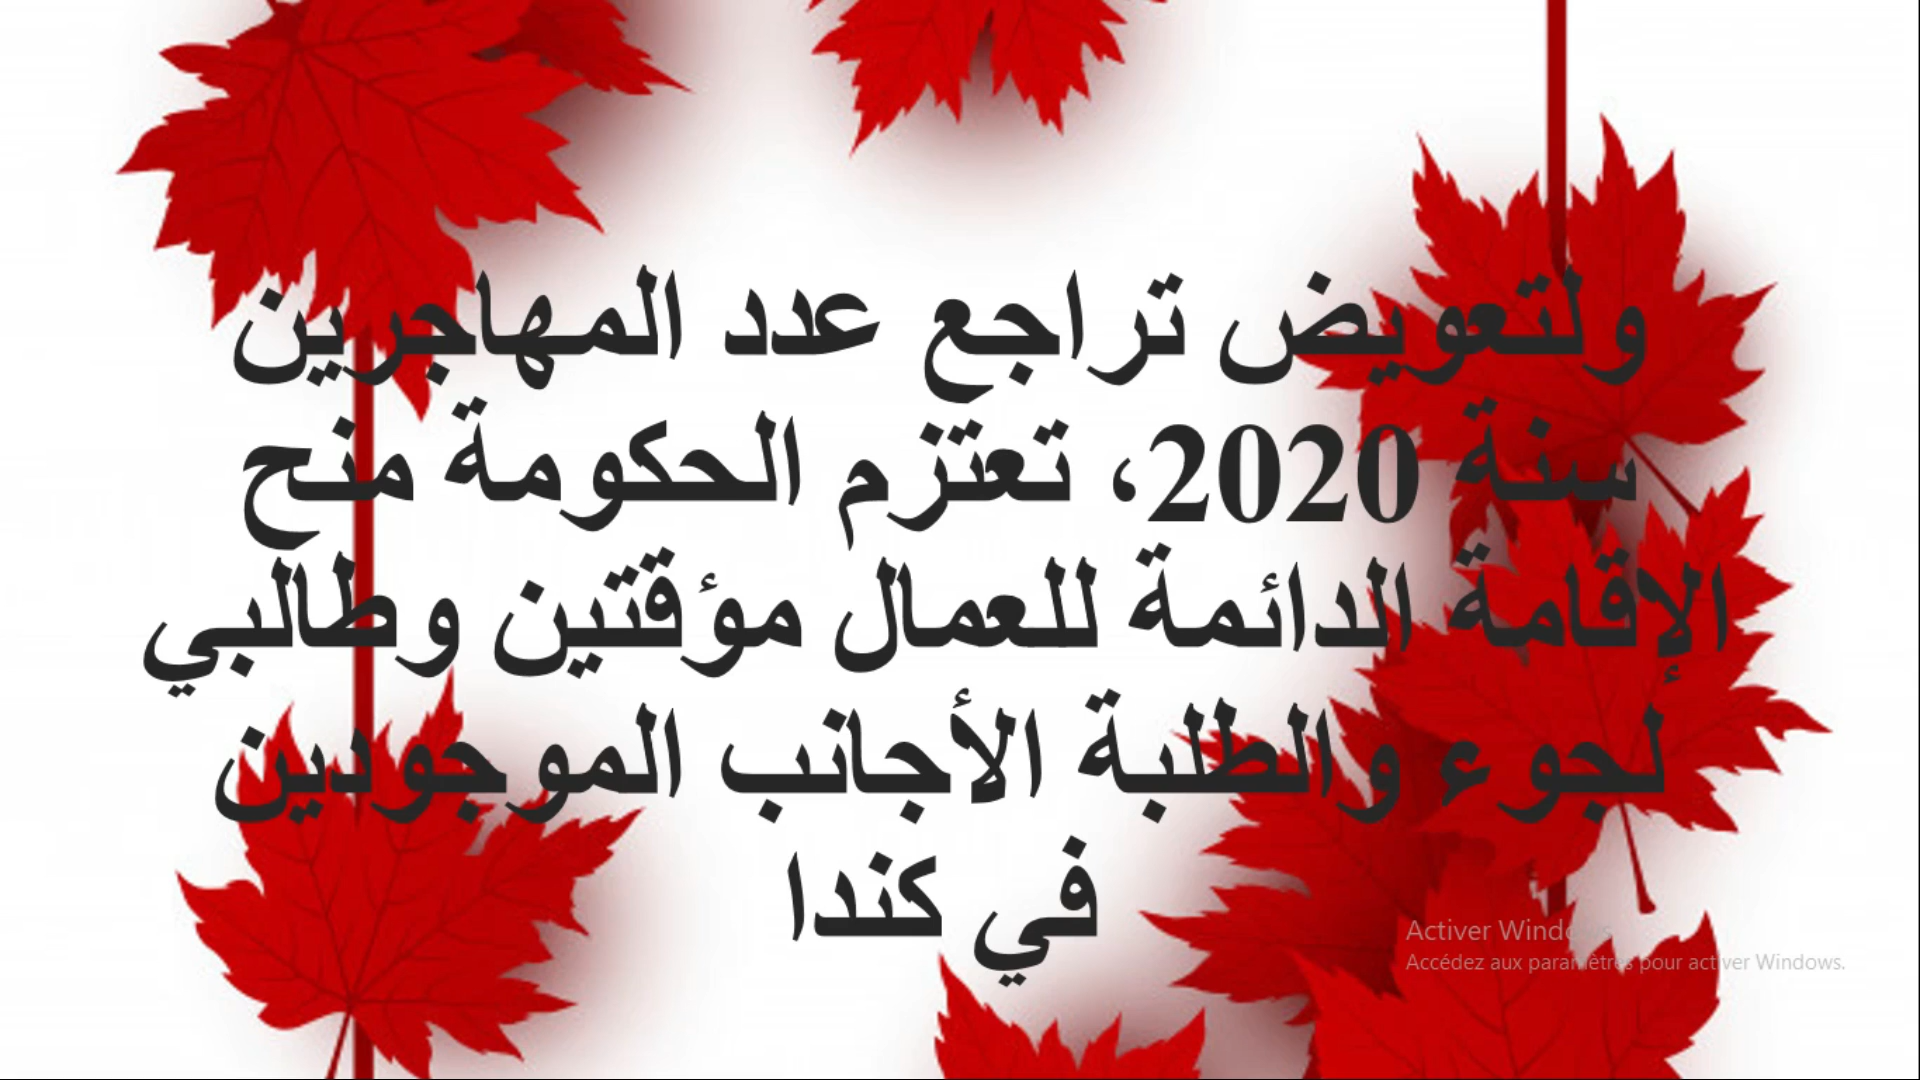 ولتعويض تراجع عدد المهاجرين
سنة 2020، تعتزم الحكومة منح
الإقامة الدائمة للعمال مؤقتين وطالبي
لجوء والطلبة الأجانب الموجودين
في كندا
Activer Windows
Accédez aux paramètres pour activer Windows.